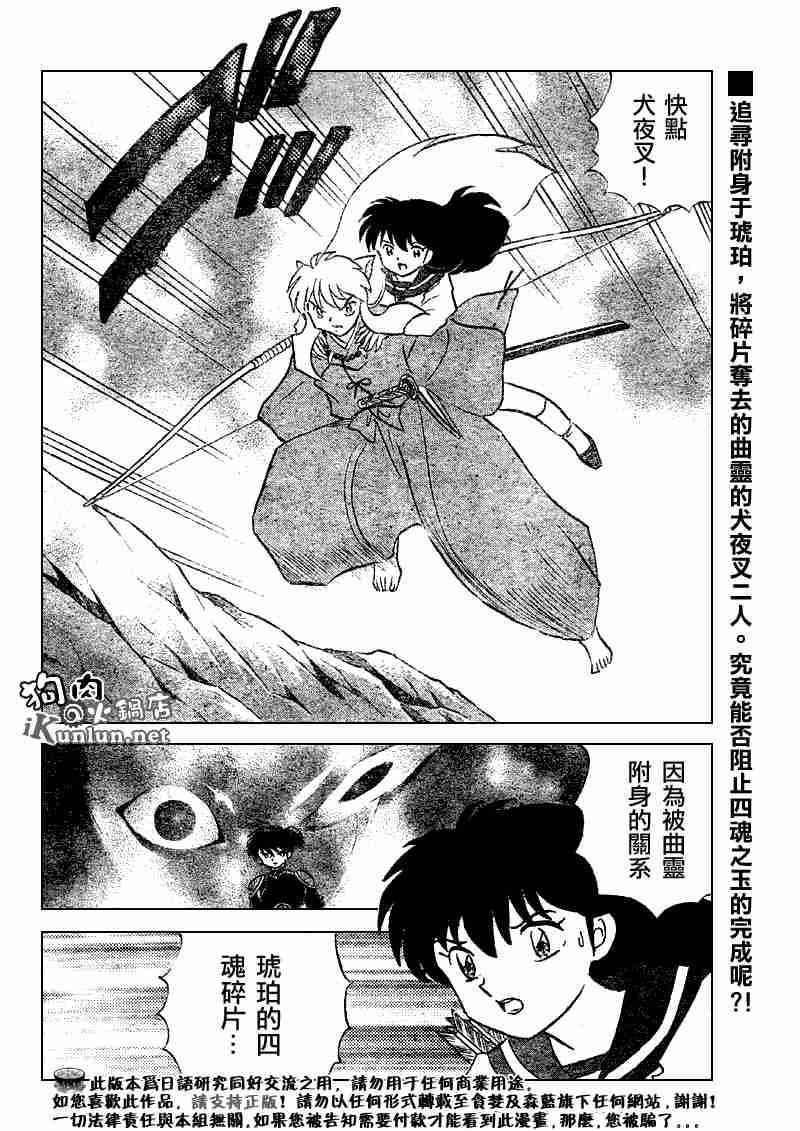 ■追尋附身于琥珀，將碎片奪去的曲靈的犬夜叉二人。究竟能否阻止四魂之玉的完成呢?!
快點
犬夜叉！
因為被曲靈
附身的關系
琥珀的四
魂碎片…
狗肉
の火鍋店
iKunlun.net
此版本爲日語研究同好交流之用，請勿用于任何商業用途，
如您喜歡此作品，請支持正版！請勿以任何形式轉載至貪婪及森藍旗下任何網站，謝謝！
一切法律責任與本組無關，如果您被告知需要付款才能看到此漫畫，那麼，您被騙了...